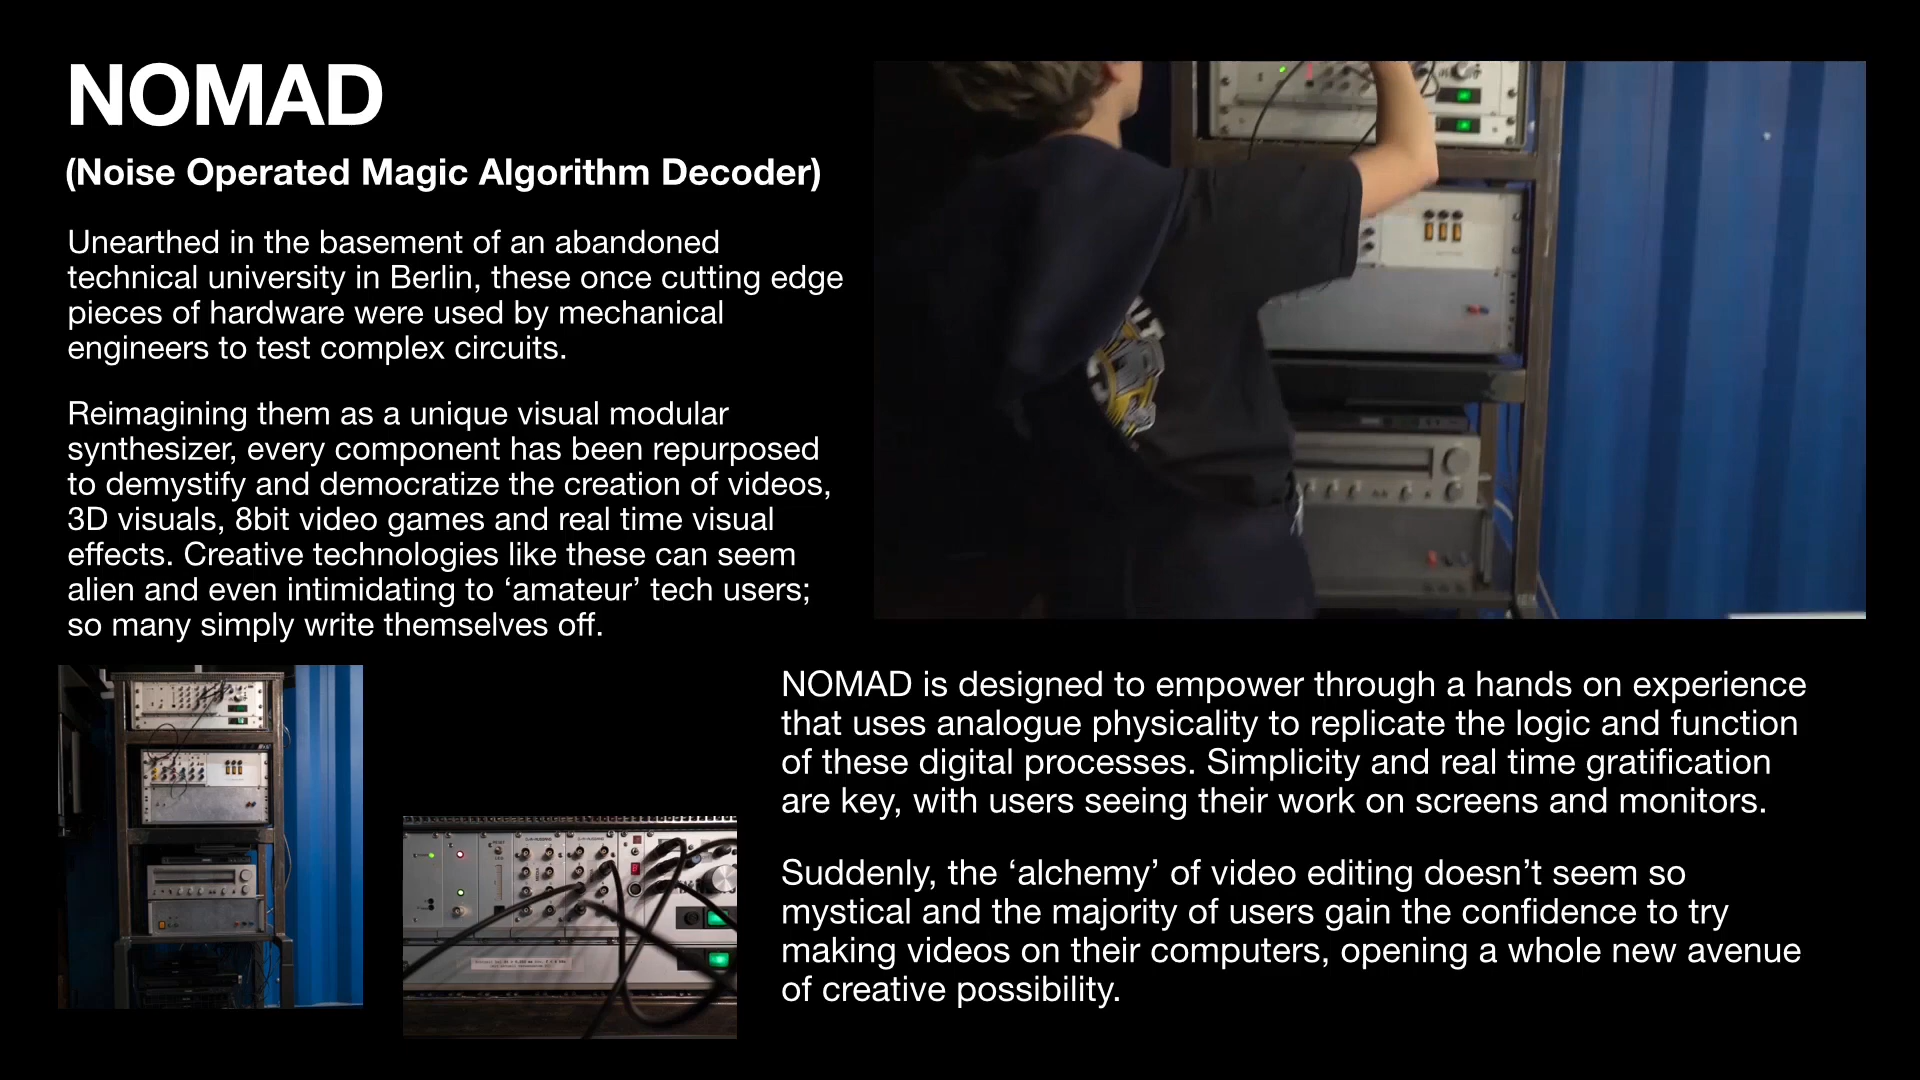 NOMAD
(Noise Operated Magic Algorithm Decoder)
Unearthed in the basement of an abandoned
technical university in Berlin, these once cutting edge
pieces of hardware were used by mechanical
engineers to test complex circuits.
Reimagining them as a unique visual modular
synthesizer, every component has been repurposed
to demystify and democratize the creation of videos,
3D visuals, 8bit video games and real time visual
effects. Creative technologies like these can seem
alien and even intimidating to ‘amateur’ tech users;
so many simply write themselves off.
NOMAD is designed to empower through a hands on experience
that uses analogue physicality to replicate the logic and function
of these digital processes. Simplicity and real time gratification
are key, with users seeing their work on screens and monitors.
Suddenly, the ‘alchemy’ of video editing doesn’t seem so
mystical and the majority of users gain the confidence to try
making videos on their computers, opening a whole new avenue
of creative possibility.